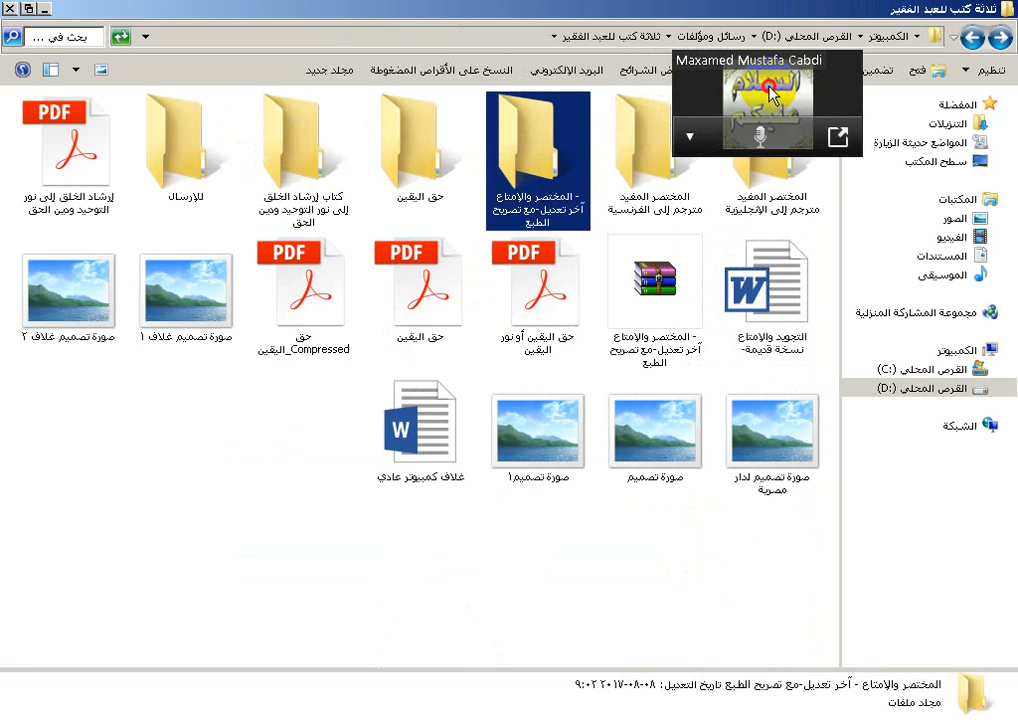 ثلاثة كتب للعبد الفقير
الكمبيوتر
القرص المحلي (D:)
رسائل ومؤلفات
ثلاثة كتب للعبد الفقير
بحث في ...
تنظيم
فتح
تضمين
ض الشرائح
البريد الإلكتروني
النسخ على الأقراص المضغوطة
مجلد جديد
Maxamed Mustafa Cabdi
السلام
عليكم
المفضلة
التنزيلات
المواضع حديثة الزيارة
سطح المكتب
المكتبات
الصور
الفيديو
المستندات
الموسيقى
مجموعة المشاركة المنزلية
الكمبيوتر
القرص المحلي (C:)
القرص المحلي (D:)
الشبكة
المختصر المفيد
مترجم إلى الإنجليزية
المختصر المفيد
مترجم إلى الفرنسية
- المختصر والإمتاع
آخر تعديل-مع تصريح
الطبع
حق اليقين
كتاب إرشاد الخلق
إلى نور التوحيد ودين
الحق
للإرسال
PDF
إرشاد الخلق إلى نور
التوحيد ودين الحق
W
التجويد والإمتاع
نسخة قديمة-
- المختصر والإمتاع
آخر تعديل-مع تصريح
الطبع
PDF
حق اليقين أو نور
اليقين
PDF
حق اليقين
PDF
حق
اليقين_Compressed
صورة تصميم غلاف ١
صورة تصميم غلاف ٢
صورة تصميم لدار
مصرية
صورة تصميم
صورة تصميم١
W
غلاف كمبيوتر عادي
المختصر والإمتاع - آخر تعديل-مع تصريح الطبع تاريخ التعديل: ٠٨-٠٨-٢٠١٧ ٩:٠٢
مجلد ملفات